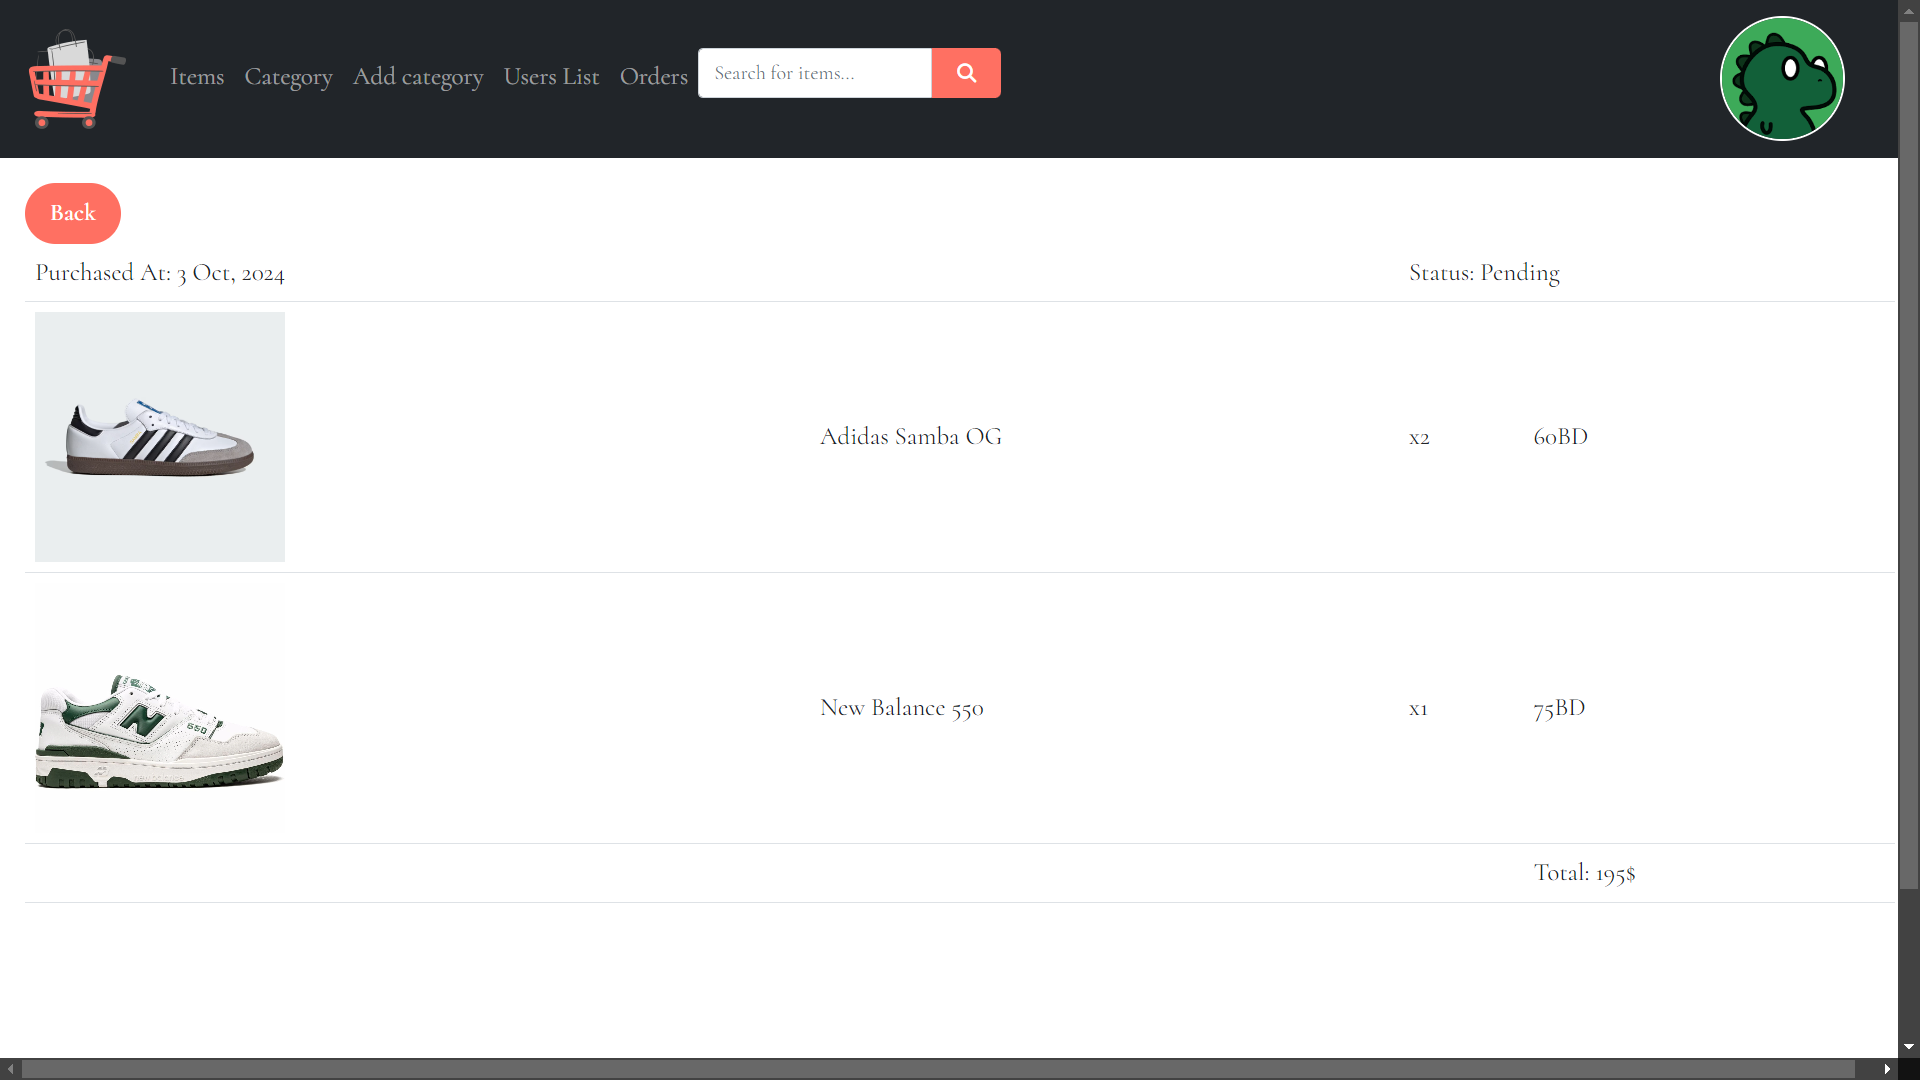 Items Category Add category Users List Orders Search for items...
Back
Purchased At: 3 Oct, 2024 Status: Pending
Adidas Samba OG x2 60BD
550
New Balance 550 x1 75BD
Total: 195$